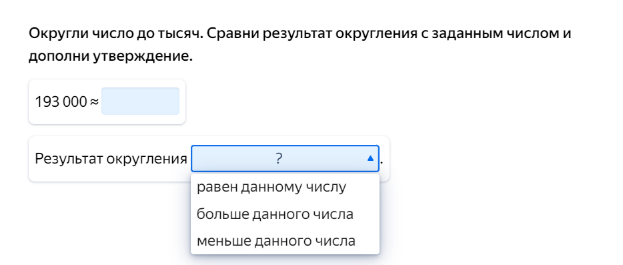 Округли число до тысяч. Сравни результат округления с заданным числом и
дополни утверждение.
193 000 ≈
Результат округления ? .
равен данному числу
больше данного числа
меньше данного числа